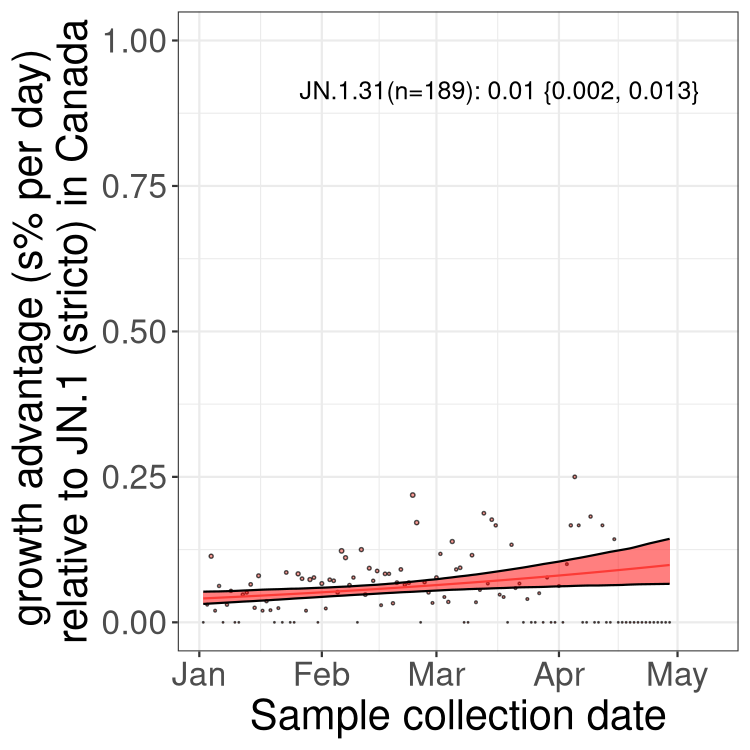 growth advantage (s% per day)
relative to JN.1 (stricto) in Canada
1.00
0.75
0.50
0.25
0.00
JN.1.31(n=189): 0.01 {0.002, 0.013}
Jan Feb Mar Apr May
Sample collection date